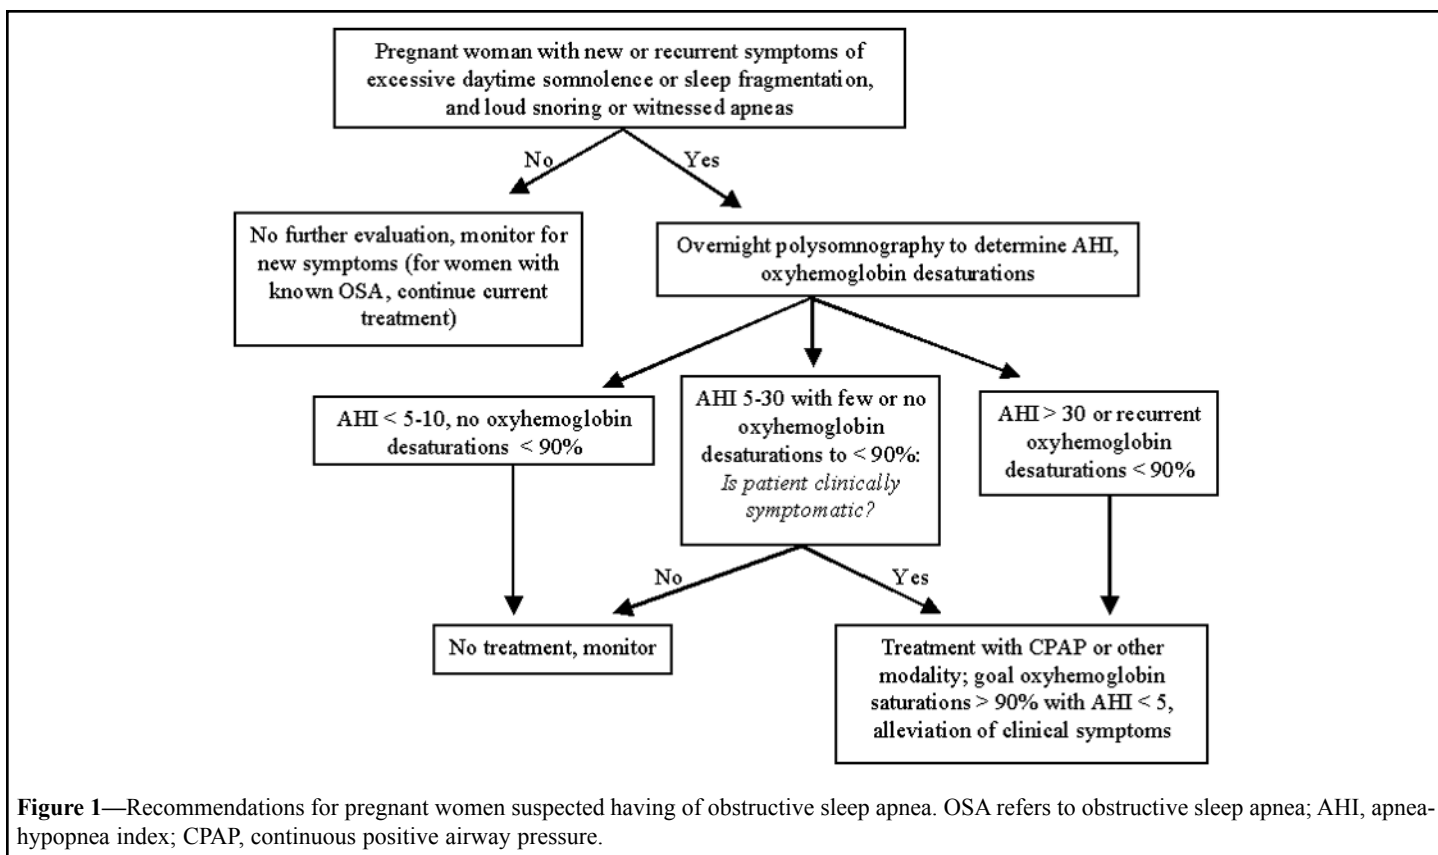 Pregnant woman with new or recurrent symptoms of
excessive daytime somnolence or sleep fragmentation,
and loud snoring or witnessed apneas
No
Yes
No further evaluation, monitor for
new symptoms (for women with
known OSA, continue current
treatment)
Overnight polysomnography to determine AHI,
oxyhemoglobin desaturations
AHI < 5-10, no oxyhemoglobin
desaturations < 90%
AHI 5-30 with few or no
oxyhemoglobin
desaturations to < 90%:
Is patient clinically
symptomatic?
AHI > 30 or recurrent
oxyhemoglobin
desaturations < 90%
No
Yes
No treatment, monitor
Treatment with CPAP or other
modality; goal oxyhemoglobin
saturations > 90% with AHI < 5,
alleviation of clinical symptoms
Figure 1—Recommendations for pregnant women suspected having of obstructive sleep apnea. OSA refers to obstructive sleep apnea; AHI, apnea-
hypopnea index; CPAP, continuous positive airway pressure.